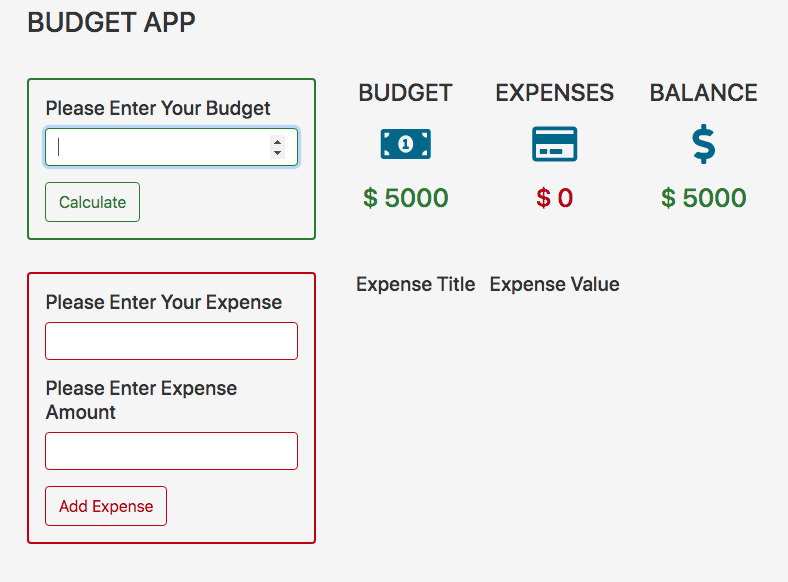 BUDGET APP
Please Enter Your Budget
Calculate
BUDGET EXPENSES BALANCE
1
$
$ 5000 $ 0 $ 5000
Please Enter Your Expense
Please Enter Expense
Amount
Add Expense
Expense Title Expense Value